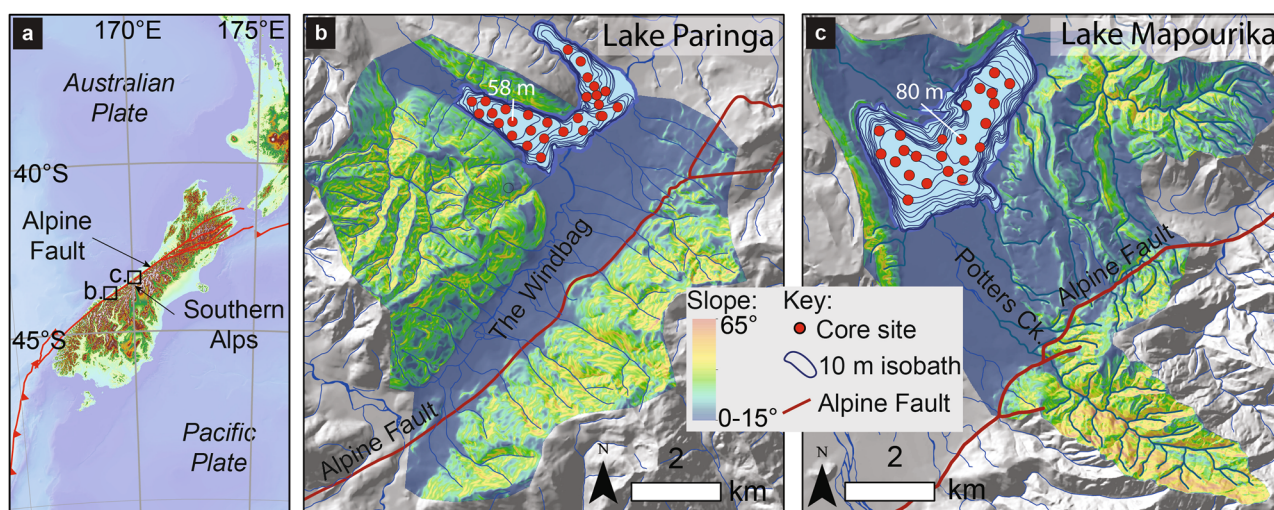 a
170°E
175°E
Australian
Plate
40°S
Alpine
Fault
c.
b.
Southern
Alps
45°S
Pacific
Plate
b
Lake Paringa
58 m
The Windbag
Alpine Fault
N
2
km
c
Lake Mapourika
80 m
Potters Ck.
Alpine Fault
N
2
km
Slope:
65°
0-15°
Key:
Core site
10 m isobath
Alpine Fault